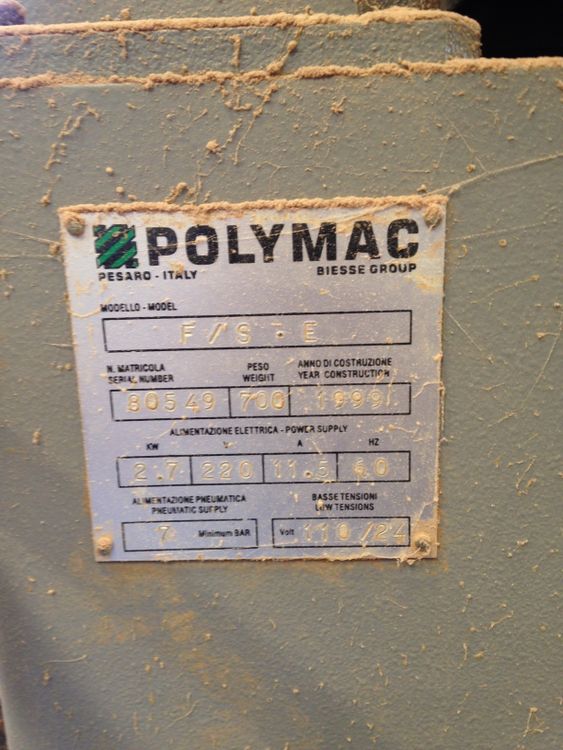 POLYMAC
PESARO - ITALY BIESSE GROUP
MODELLO - MODEL
F/S-E
N. MATRICOLA PESO ANNO DI COSTRUZIONE
SERIAL NUMBER WEIGHT YEAR CONSTRUCTION
80549 700 1999
ALIMENTAZIONE ELETTRICA - POWER SUPPLY
KW V A HZ
2.7 220 11.5 60
ALIMENTAZIONE PNEUMATICA BASSE TENSIONI
PNEUMATIC SUPPLY LOW TENSIONS
7 Minimum BAR Volt 110/24